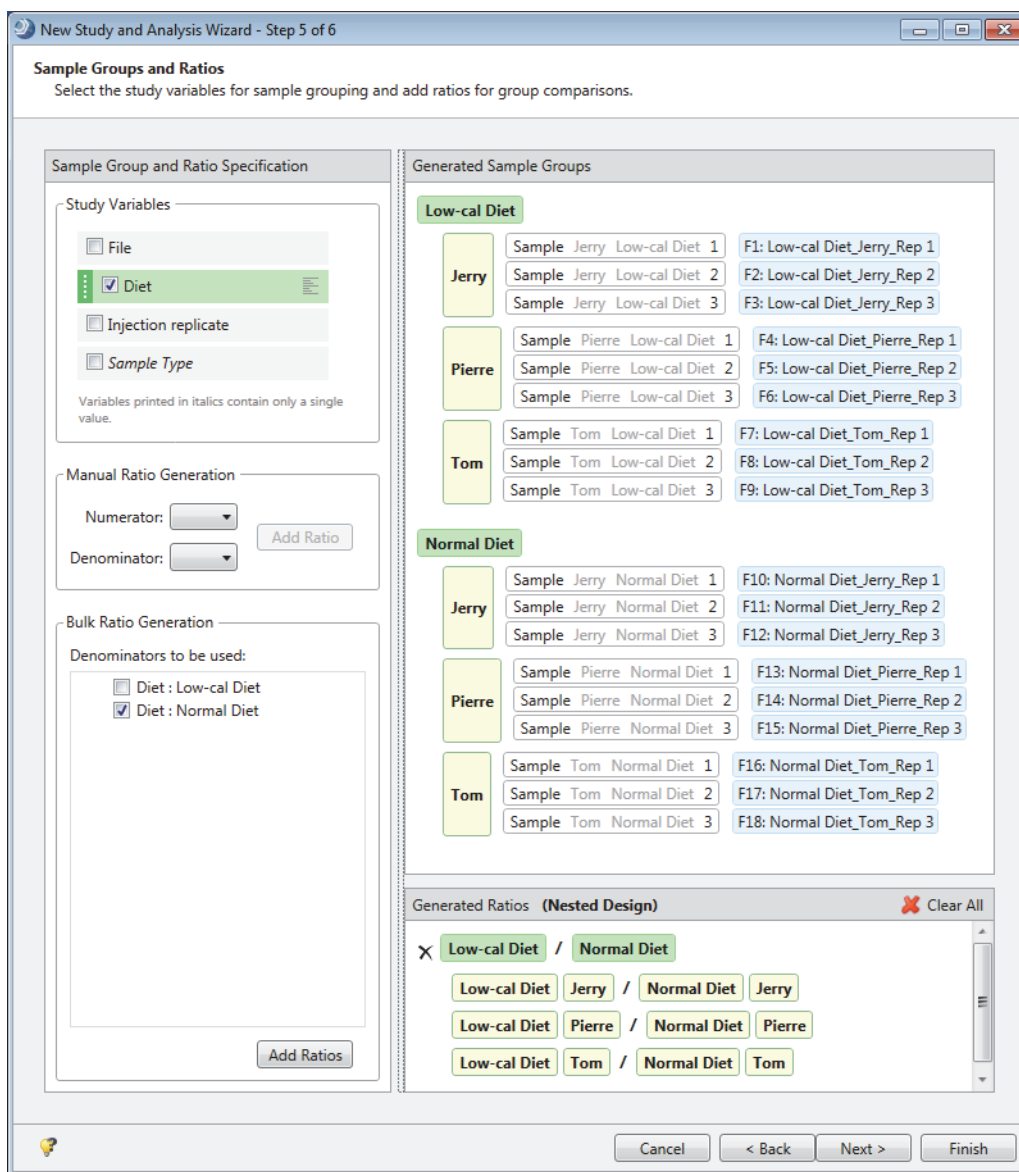 New Study and Analysis Wizard - Step 5 of 6
Sample Groups and Ratios
Select the study variables for sample grouping and add ratios for group comparisons.
Sample Group and Ratio Specification
Study Variables
File
Diet
Injection replicate
Sample Type
Variables printed in italics contain only a single
value.
Manual Ratio Generation
Numerator:
Denominator:
Add Ratio
Bulk Ratio Generation
Denominators to be used:
Diet : Low-cal Diet
Diet : Normal Diet
Add Ratios
Generated Sample Groups
Low-cal Diet
Jerry
Sample Jerry Low-cal Diet 1 F1: Low-cal Diet_Jerry_Rep 1
Sample Jerry Low-cal Diet 2 F2: Low-cal Diet_Jerry_Rep 2
Sample Jerry Low-cal Diet 3 F3: Low-cal Diet_Jerry_Rep 3
Pierre
Sample Pierre Low-cal Diet 1 F4: Low-cal Diet_Pierre_Rep 1
Sample Pierre Low-cal Diet 2 F5: Low-cal Diet_Pierre_Rep 2
Sample Pierre Low-cal Diet 3 F6: Low-cal Diet_Pierre_Rep 3
Tom
Sample Tom Low-cal Diet 1 F7: Low-cal Diet_Tom_Rep 1
Sample Tom Low-cal Diet 2 F8: Low-cal Diet_Tom_Rep 2
Sample Tom Low-cal Diet 3 F9: Low-cal Diet_Tom_Rep 3
Normal Diet
Jerry
Sample Jerry Normal Diet 1 F10: Normal Diet_Jerry_Rep 1
Sample Jerry Normal Diet 2 F11: Normal Diet_Jerry_Rep 2
Sample Jerry Normal Diet 3 F12: Normal Diet_Jerry_Rep 3
Pierre
Sample Pierre Normal Diet 1 F13: Normal Diet_Pierre_Rep 1
Sample Pierre Normal Diet 2 F14: Normal Diet_Pierre_Rep 2
Sample Pierre Normal Diet 3 F15: Normal Diet_Pierre_Rep 3
Tom
Sample Tom Normal Diet 1 F16: Normal Diet_Tom_Rep 1
Sample Tom Normal Diet 2 F17: Normal Diet_Tom_Rep 2
Sample Tom Normal Diet 3 F18: Normal Diet_Tom_Rep 3
Generated Ratios (Nested Design) Clear All
Low-cal Diet / Normal Diet
Low-cal Diet Jerry / Normal Diet Jerry
Low-cal Diet Pierre / Normal Diet Pierre
Low-cal Diet Tom / Normal Diet Tom
Cancel < Back Next > Finish